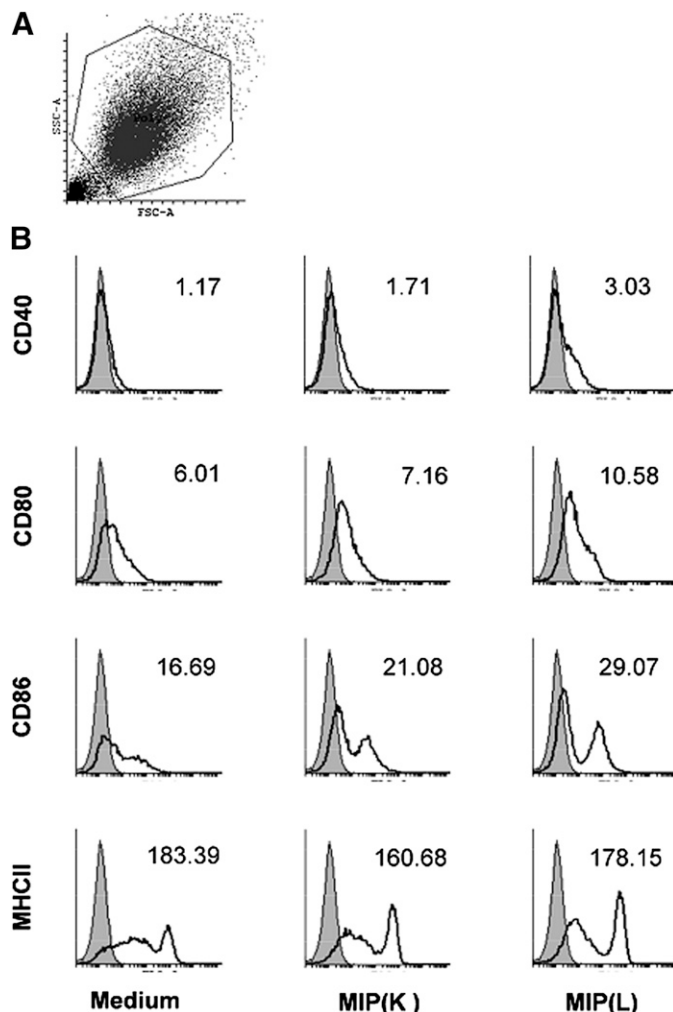 A
SSC-A
FSC-A
B
CD40
1.17
1.71
3.03
CD80
6.01
7.16
10.58
CD86
16.69
21.08
29.07
MHCII
183.39
160.68
178.15
Medium
MIP(K )
MIP(L)